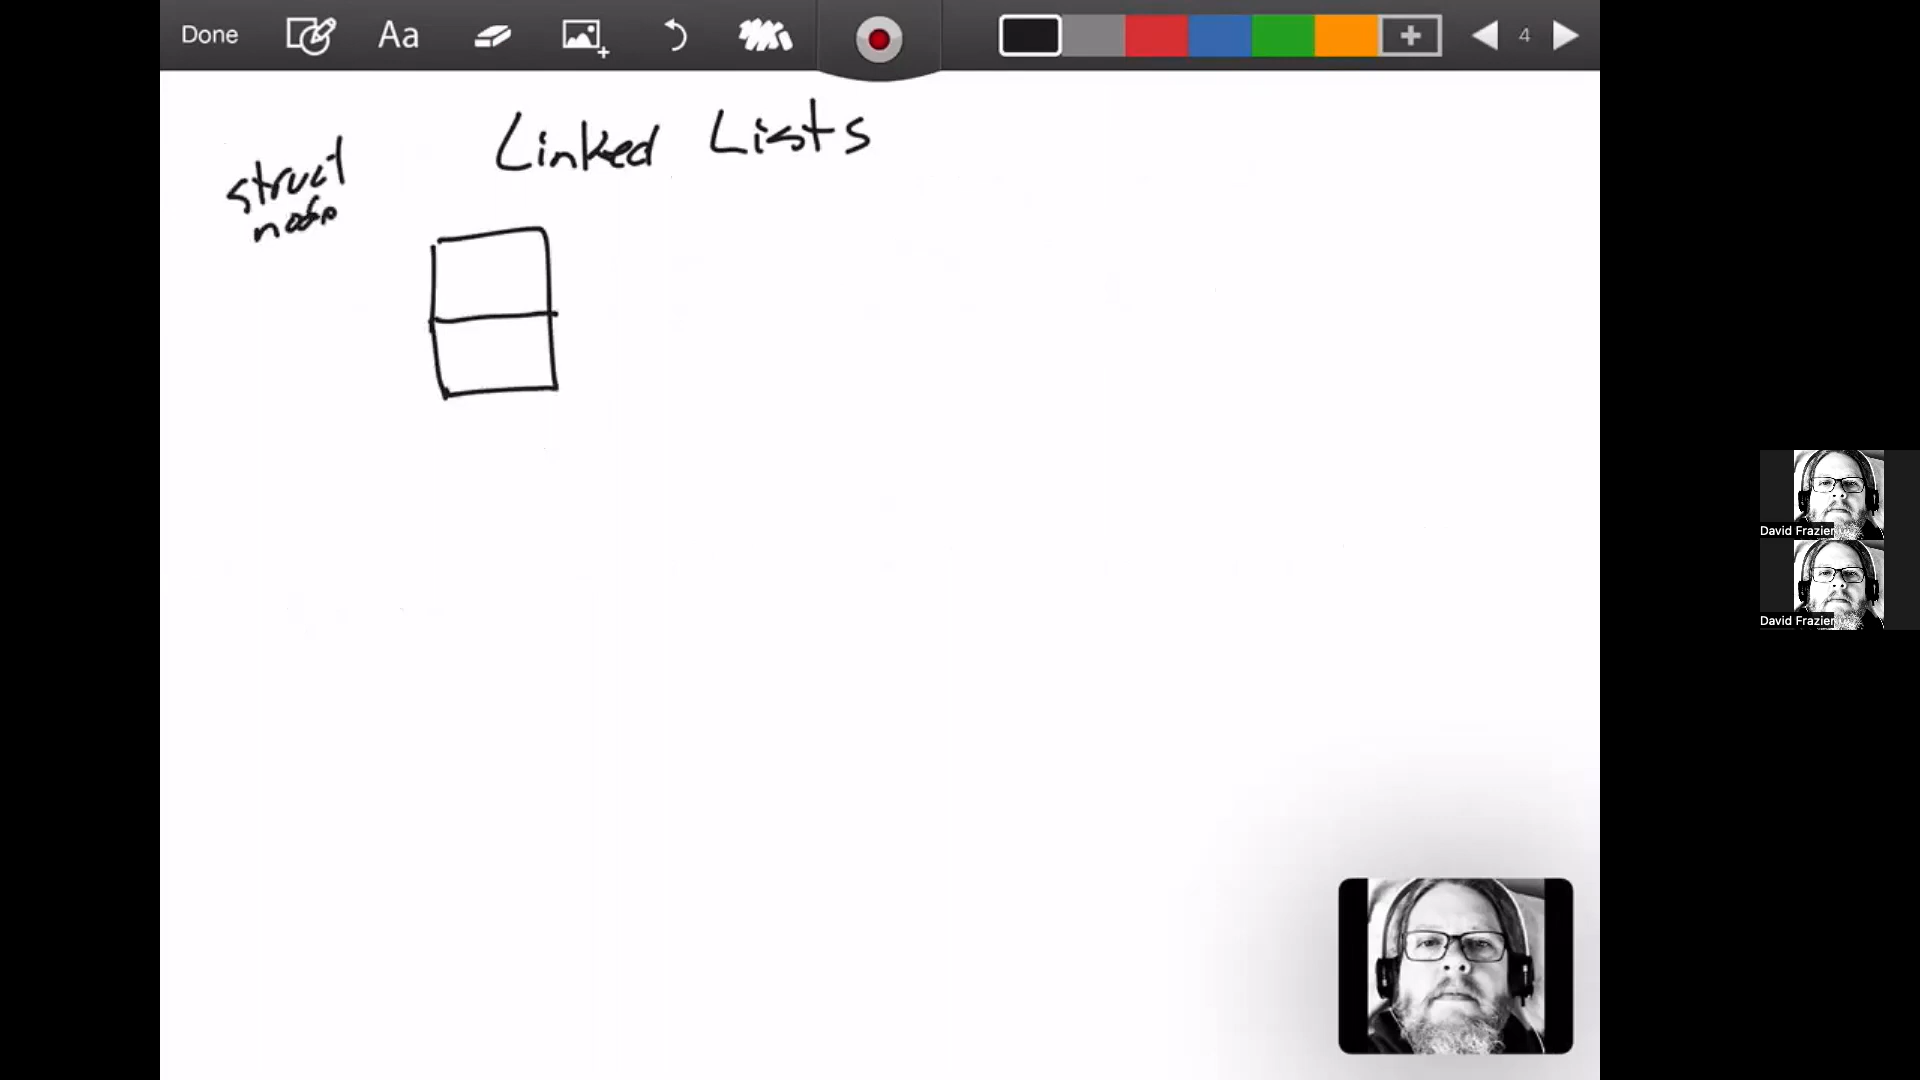 Done Aa 4
Linked Lists
struct
node
David Frazier
David Frazier